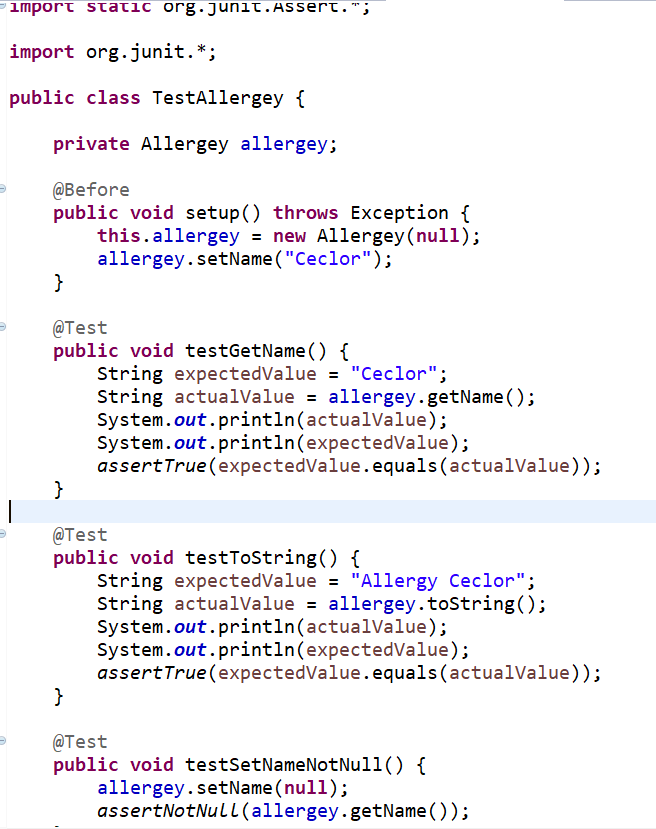 import static org.junit.Assert.*;
import org.junit.*;
public class TestAllergey {
private Allergey allergey;
@Before
public void setup() throws Exception {
this.allergey = new Allergey(null);
allergey.setName("Ceclor");
}
@Test
public void testGetName() {
String expectedValue = "Ceclor";
String actualValue = allergey.getName();
System.out.println(actualValue);
System.out.println(expectedValue);
assertTrue(expectedValue.equals(actualValue));
}
@Test
public void testToString() {
String expectedValue = "Allergy Ceclor";
String actualValue = allergey.toString();
System.out.println(actualValue);
System.out.println(expectedValue);
assertTrue(expectedValue.equals(actualValue));
}
@Test
public void testSetNameNotNull() {
allergey.setName(null);
assertNotNull(allergey.getName());